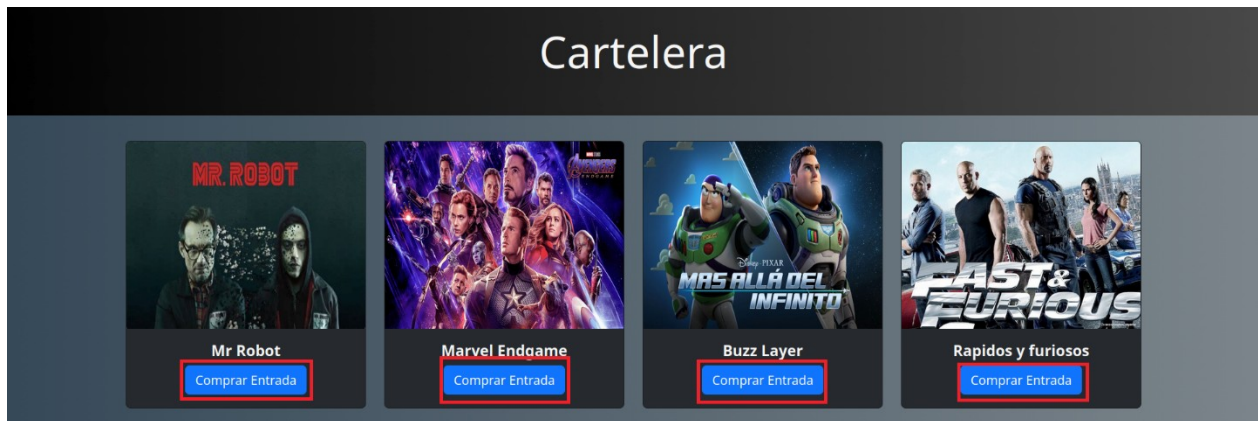 Cartelera
MR. ROBOT
AVENGERS
ENDGAME
Disney PIXAR
MAS ALLÁ DEL
INFINITO
FAST &
FURIOUS
Mr Robot
Marvel Endgame
Buzz Layer
Rapidos y furiosos
Comprar Entrada
Comprar Entrada
Comprar Entrada
Comprar Entrada